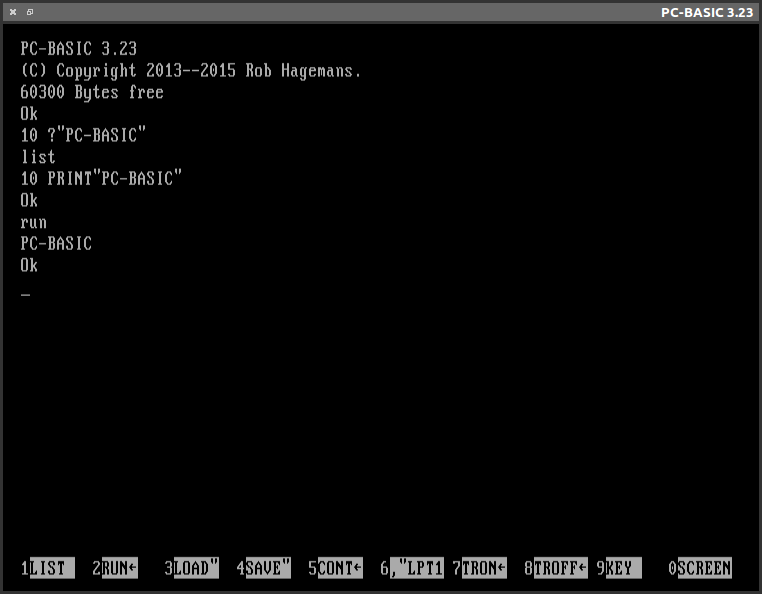 PC-BASIC 3.23
PC-BASIC 3.23
(C) Copyright 2013--2015 Rob Hagemans.
60300 Bytes free
Ok
10 ?"PC-BASIC"
list
10 PRINT"PC-BASIC"
Ok
run
PC-BASIC
Ok
_
1LIST 2RUN← 3LOAD" 4SAVE" 5CONT← 6,"LPT1 7TRON← 8TROFF← 9KEY 0SCREEN